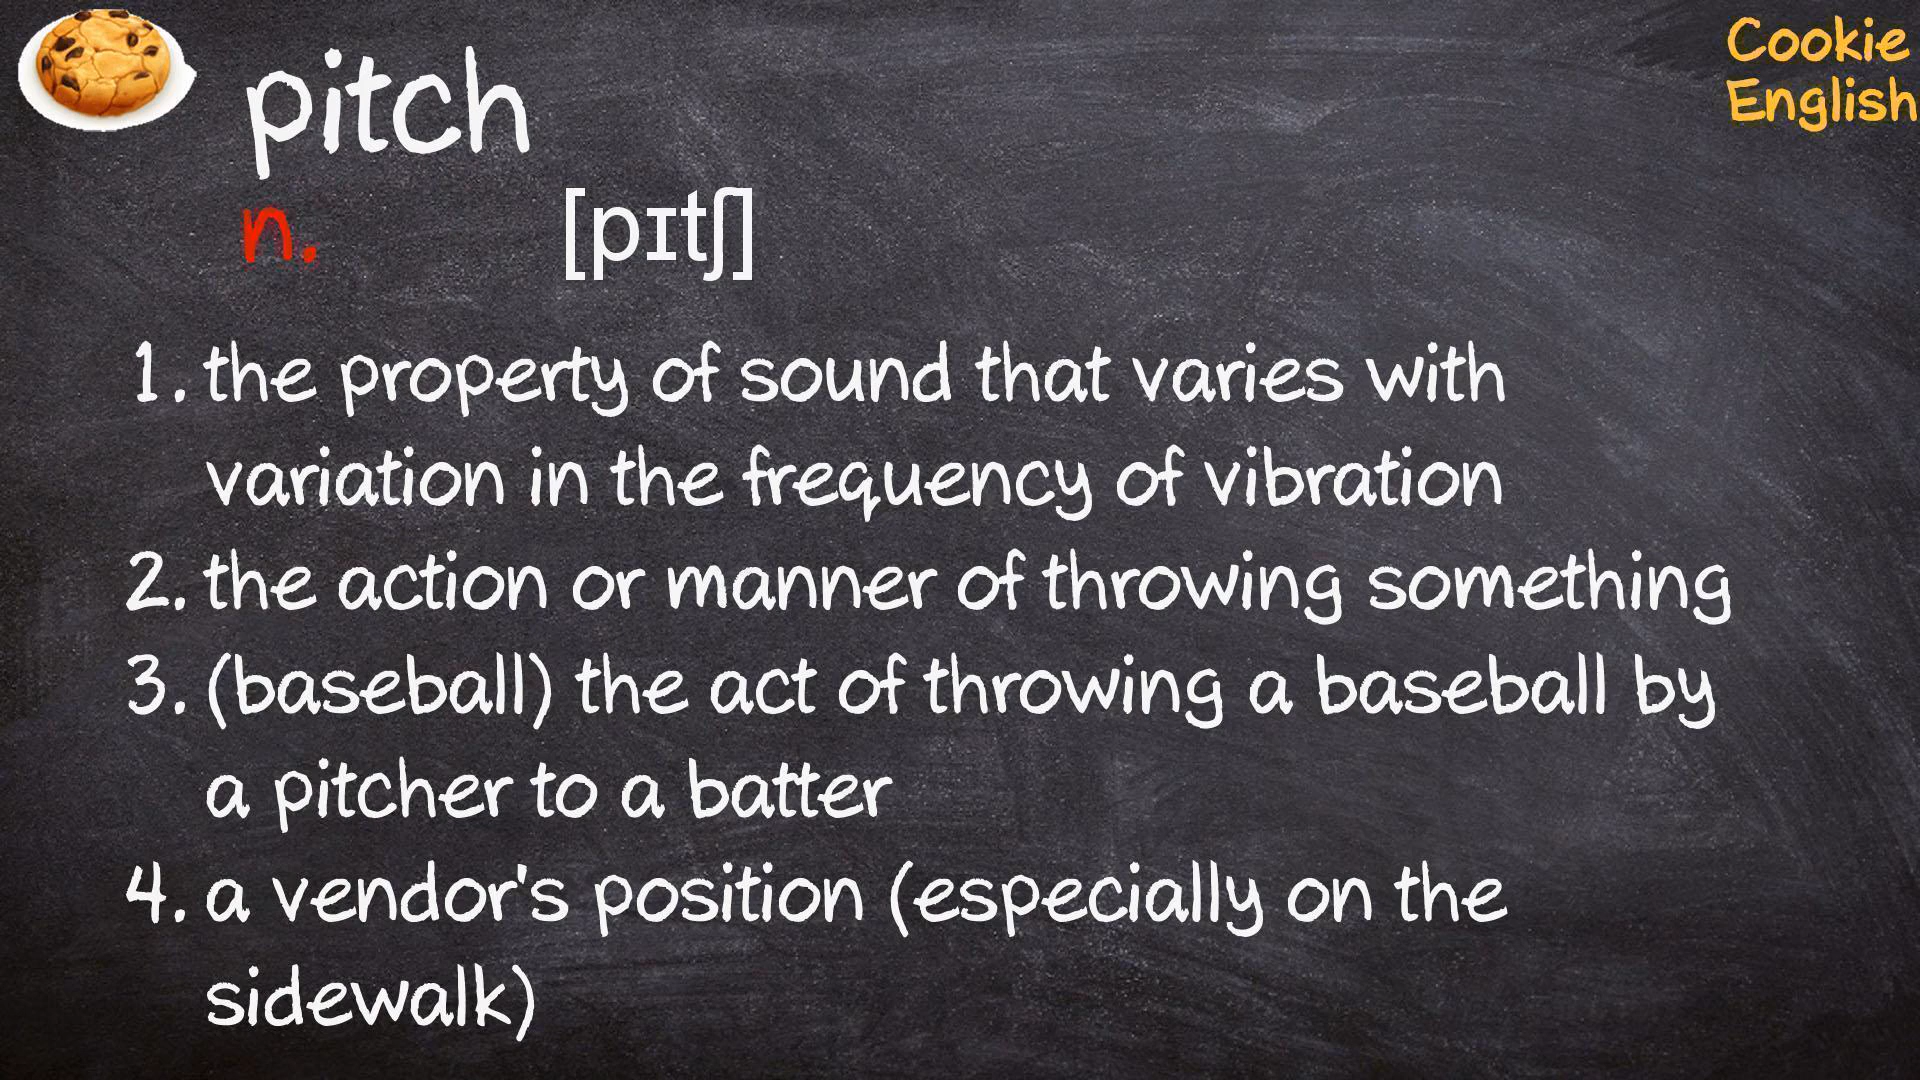 pitch
Cookie
English
n. [pɪtʃ]
1. the property of sound that varies with
variation in the frequency of vibration
2. the action or manner of throwing something
3. (baseball) the act of throwing a baseball by
a pitcher to a batter
4. a vendor's position (especially on the
sidewalk)